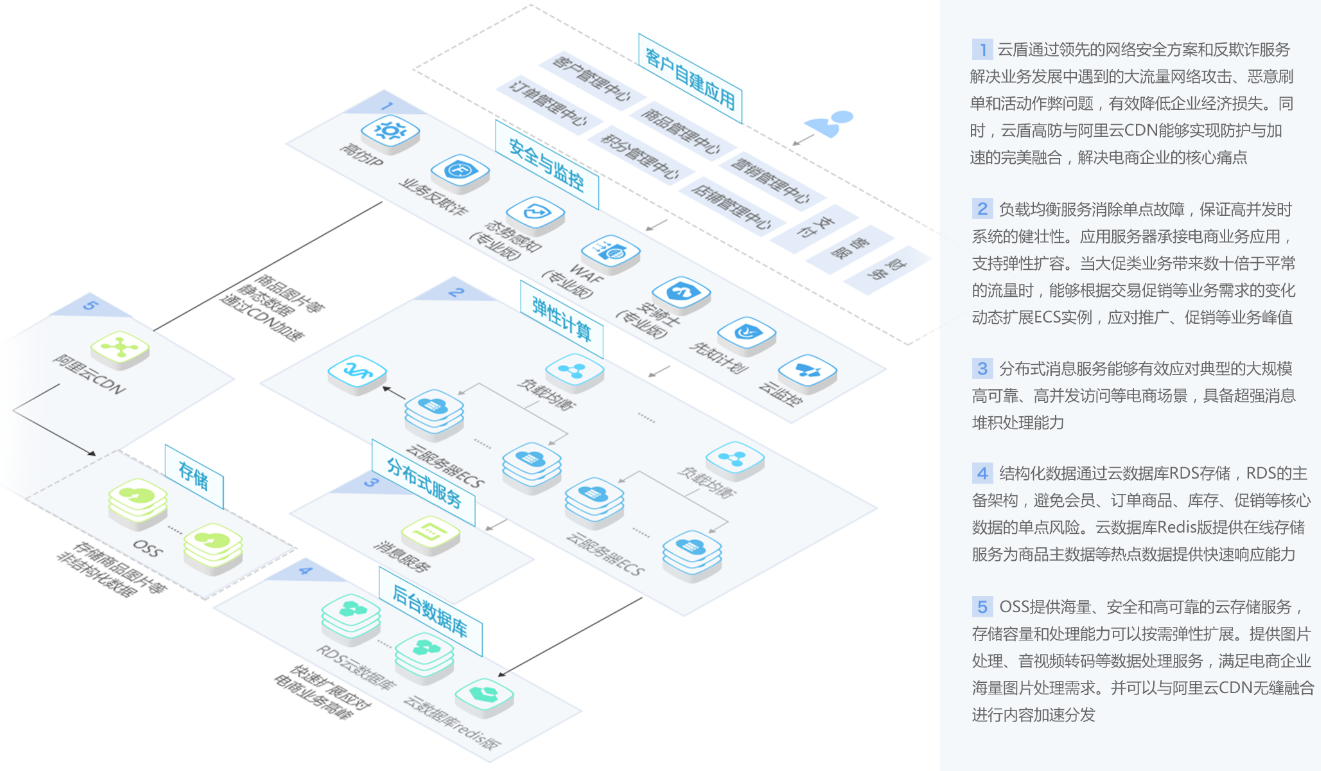 客户自建应用
客户管理中心
订单管理中心
商品管理中心
积分管理中心
营销管理中心
店铺管理中心
支付
客服
财务
1
安全与监控
高仿IP
业务反欺诈
态势感知
(专业版)
WAF
(专业版)
安骑士
(专业版)
先知计划
云监控
商品图片等
静态数据
通过CDN加速
5
阿里云CDN
2
弹性计算
负载均衡
......
云服务器ECS
......
负载均衡
云服务器ECS
......
存储
OSS
......
存储商品图片等
非结构化数据
分布式服务
3
消息服务
4
后台数据库
RDS云数据库
......
云数据库redis版
快速扩展应对
电商业务高峰
1 云盾通过领先的网络安全方案和反欺诈服务
解决业务发展中遇到的大流量网络攻击、恶意刷
单和活动作弊问题，有效降低企业经济损失。同
时，云盾高防与阿里云CDN能够实现防护与加
速的完美融合，解决电商企业的核心痛点
2 负载均衡服务消除单点故障，保证高并发时
系统的健壮性。应用服务器承接电商业务应用，
支持弹性扩容。当大促类业务带来数十倍于平常
的流量时，能够根据交易促销等业务需求的变化
动态扩展ECS实例，应对推广、促销等业务峰值
3 分布式消息服务能够有效应对典型的大规模
高可靠、高并发访问等电商场景，具备超强消息
堆积处理能力
4 结构化数据通过云数据库RDS存储，RDS的主
备架构，避免会员、订单商品、库存、促销等核心
数据的单点风险。云数据库Redis版提供在线存储
服务为商品主数据等热点数据提供快速响应能力
5 OSS提供海量、安全和高可靠的云存储服务，
存储容量和处理能力可以按需弹性扩展。提供图片
处理、音视频转码等数据处理服务，满足电商企业
海量图片处理需求。并可以与阿里云CDN无缝融合
进行内容加速分发